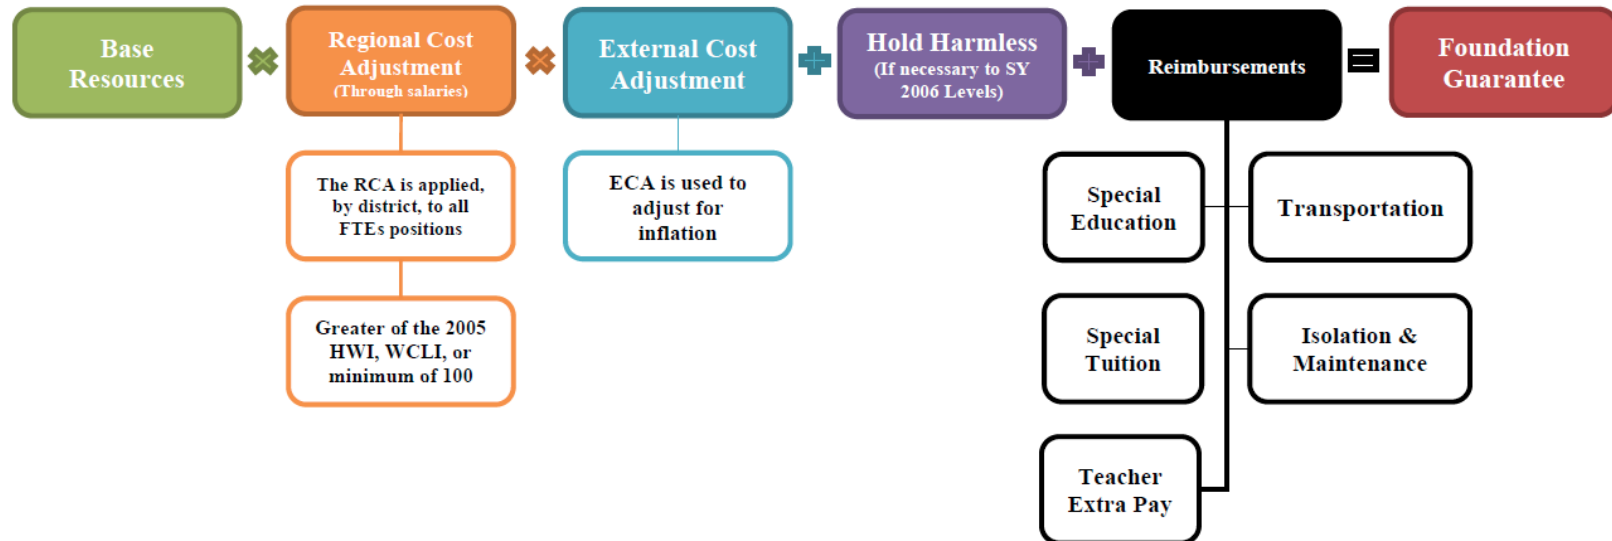 Base
Resources
Regional Cost
Adjustment
(Through salaries)
External Cost
Adjustment
Hold Harmless
(If necessary to SY
2006 Levels)
Reimbursements
Foundation
Guarantee
The RCA is applied,
by district, to all
FTEs positions
ECA is used to
adjust for
inflation
Special
Education
Transportation
Greater of the 2005
HWI, WCLI, or
minimum of 100
Special
Tuition
Isolation &
Maintenance
Teacher
Extra Pay